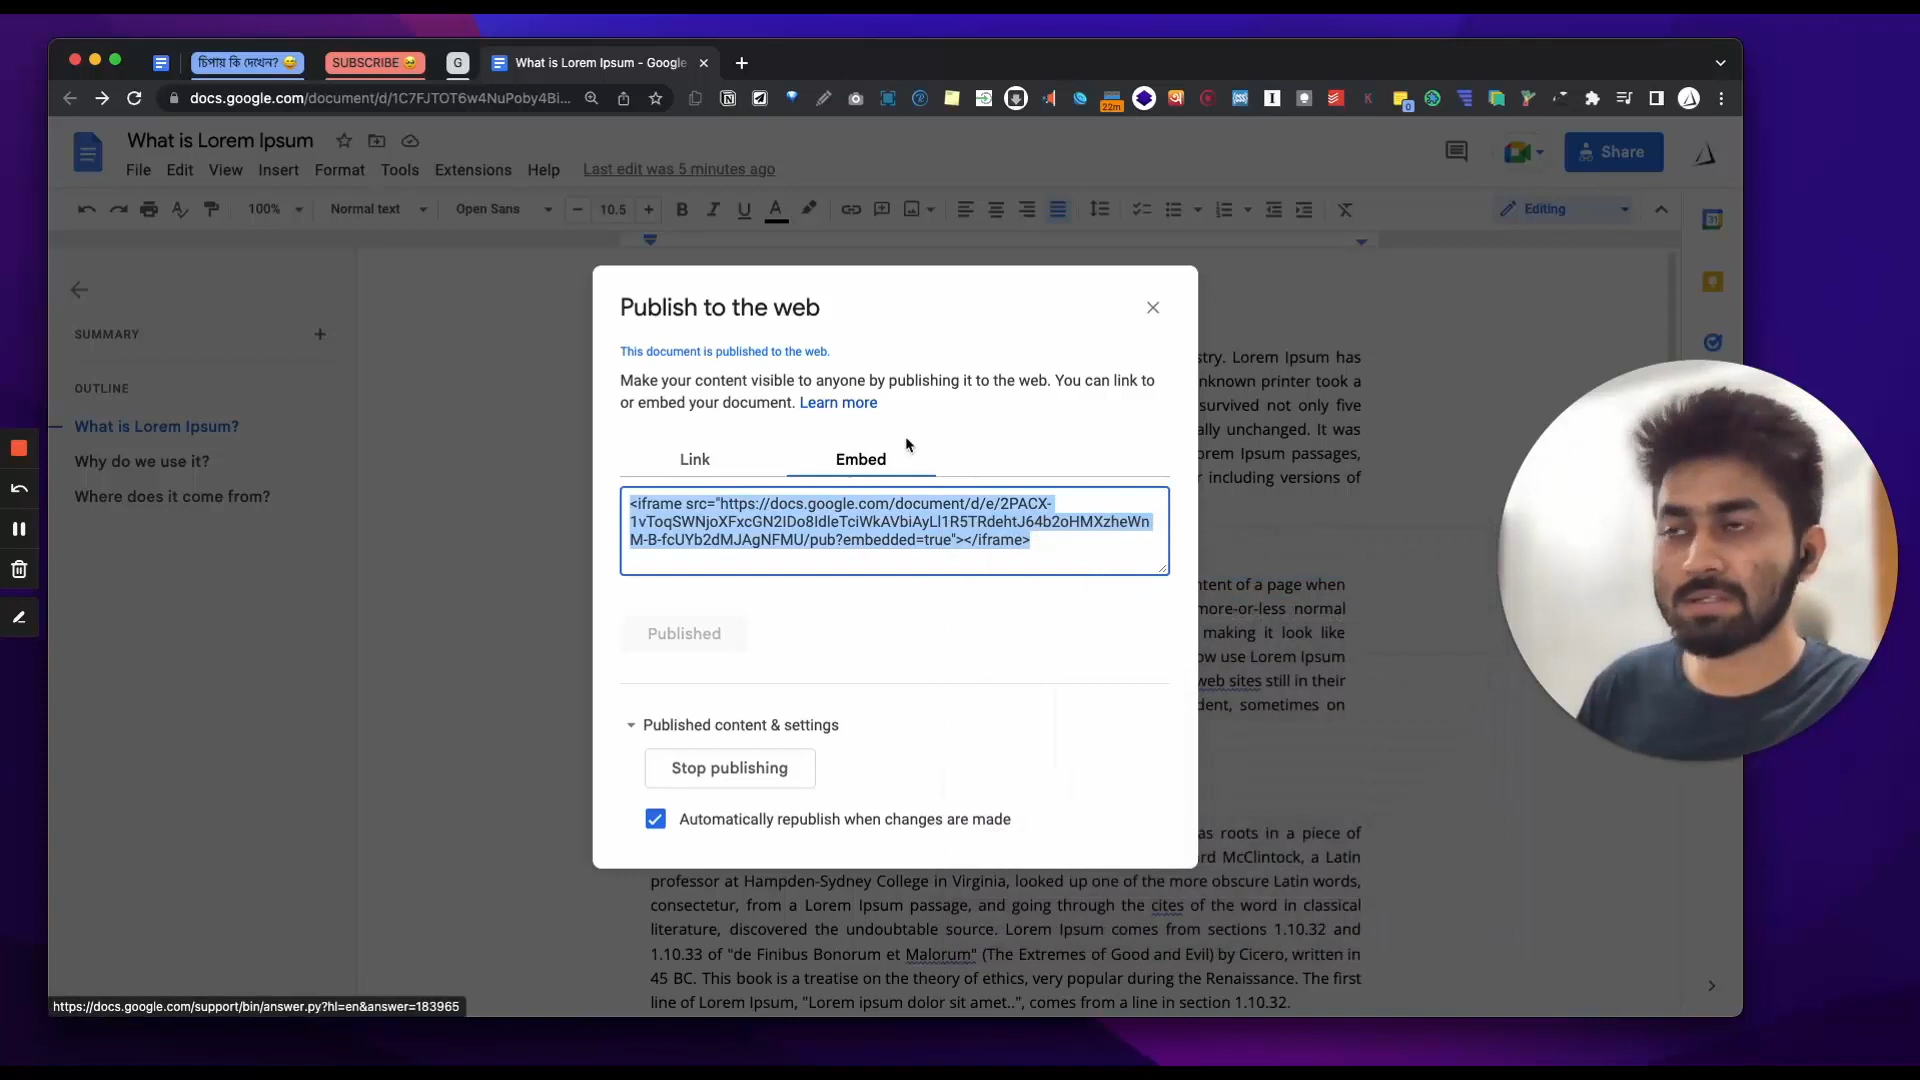 চিপায় কি দেখেন? 😅
SUBSCRIBE 🥹
G
What is Lorem Ipsum - Google
docs.google.com/document/d/1C7FJTOT6w4NuPoby4Bi...
22m
0
What is Lorem Ipsum
File Edit View Insert Format Tools Extensions Help Last edit was 5 minutes ago
Share
100% Normal text Open Sans 10.5 Editing
SUMMARY
OUTLINE
What is Lorem Ipsum?
Why do we use it?
Where does it come from?
Publish to the web
This document is published to the web.
Make your content visible to anyone by publishing it to the web. You can link to
or embed your document. Learn more
Link Embed
<iframe src="https://docs.google.com/document/d/e/2PACX-
1vToqSWNjoXFxcGN2IDo8IdIeTciWkAVbiAyLl1R5TRdehtJ64b2oHMXzheWn
M-B-fcUYb2dMJAgNFMU/pub?embedded=true"></iframe>
Published
Published content & settings
Stop publishing
Automatically republish when changes are made
stry. Lorem Ipsum has
nknown printer took a
survived not only five
ally unchanged. It was
orem Ipsum passages,
r including versions of
ntent of a page when
more-or-less normal
making it look like
ow use Lorem Ipsum
web sites still in their
dent, sometimes on
as roots in a piece of
rd McClintock, a Latin
professor at Hampden-Sydney College in Virginia, looked up one of the more obscure Latin words,
consectetur, from a Lorem Ipsum passage, and going through the cites of the word in classical
literature, discovered the undoubtable source. Lorem Ipsum comes from sections 1.10.32 and
1.10.33 of "de Finibus Bonorum et Malorum" (The Extremes of Good and Evil) by Cicero, written in
45 BC. This book is a treatise on the theory of ethics, very popular during the Renaissance. The first
line of Lorem Ipsum, "Lorem ipsum dolor sit amet..", comes from a line in section 1.10.32.
https://docs.google.com/support/bin/answer.py?hl=en&answer=183965